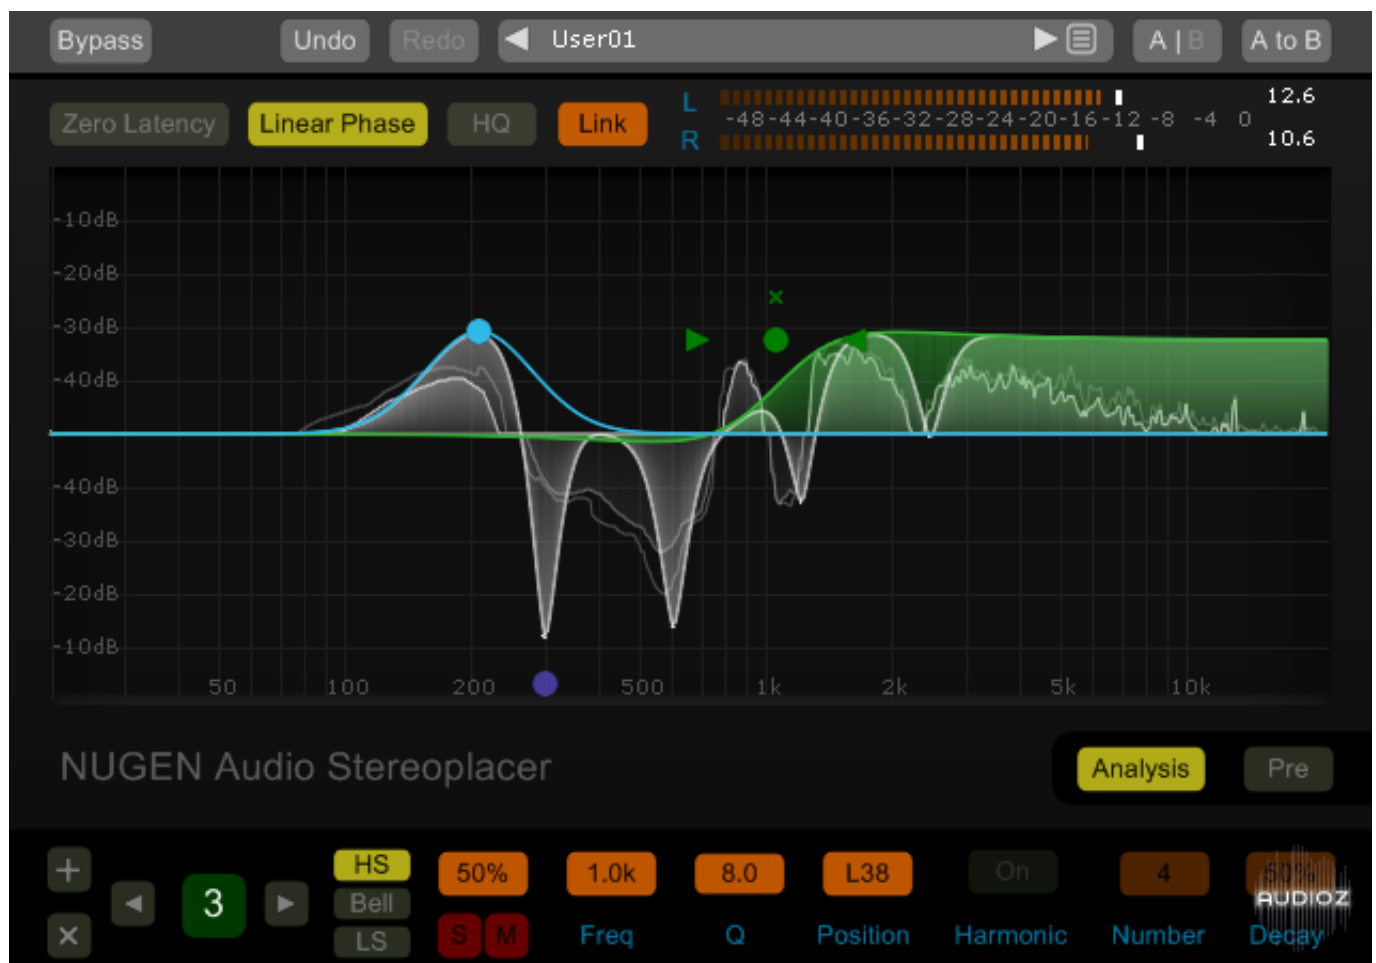 Bypass Undo Redo User01 A | B A to B
Zero Latency Linear Phase HQ Link
L 12.6
-48-44-40-36-32-28-24-20-16-12 -8 -4 0
R 10.6
-10dB
-20dB
-30dB
-40dB
-40dB
-30dB
-20dB
-10dB
50 100 200 500 1k 2k 5k 10k
NUGEN Audio Stereoplacer
Analysis Pre
3
HS
Bell
LS
50% 1.0k 8.0 L38 On 4 50%
AUDIOZ
S M Freq Q Position Harmonic Number Decay